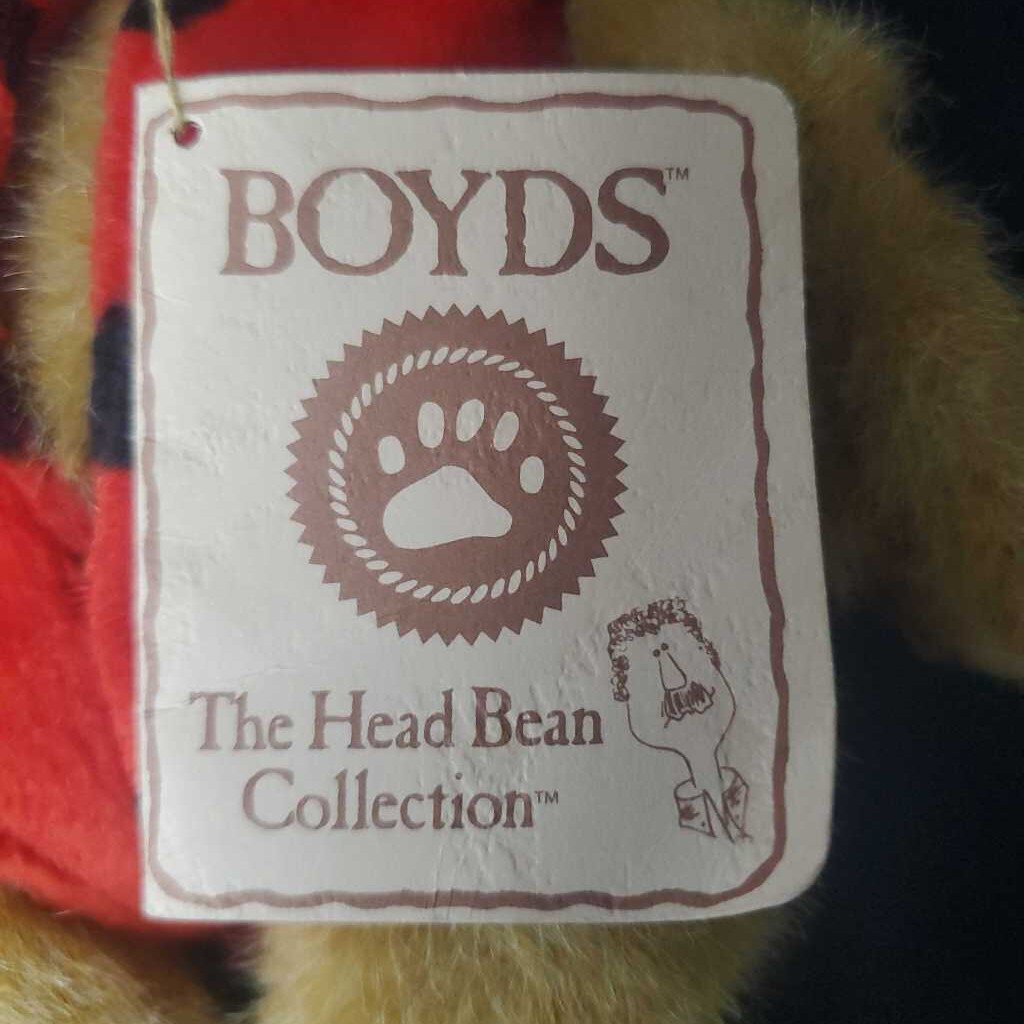 BOYDS™
The Head Bean
Collection™